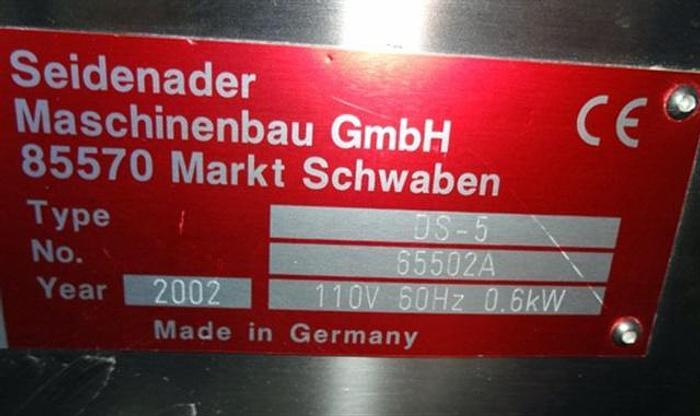 Seidenader
Maschinenbau GmbH CE
85570 Markt Schwaben
Type DS-5
No. 65502A
Year 2002 110V 60Hz 0.6kW
Made in Germany